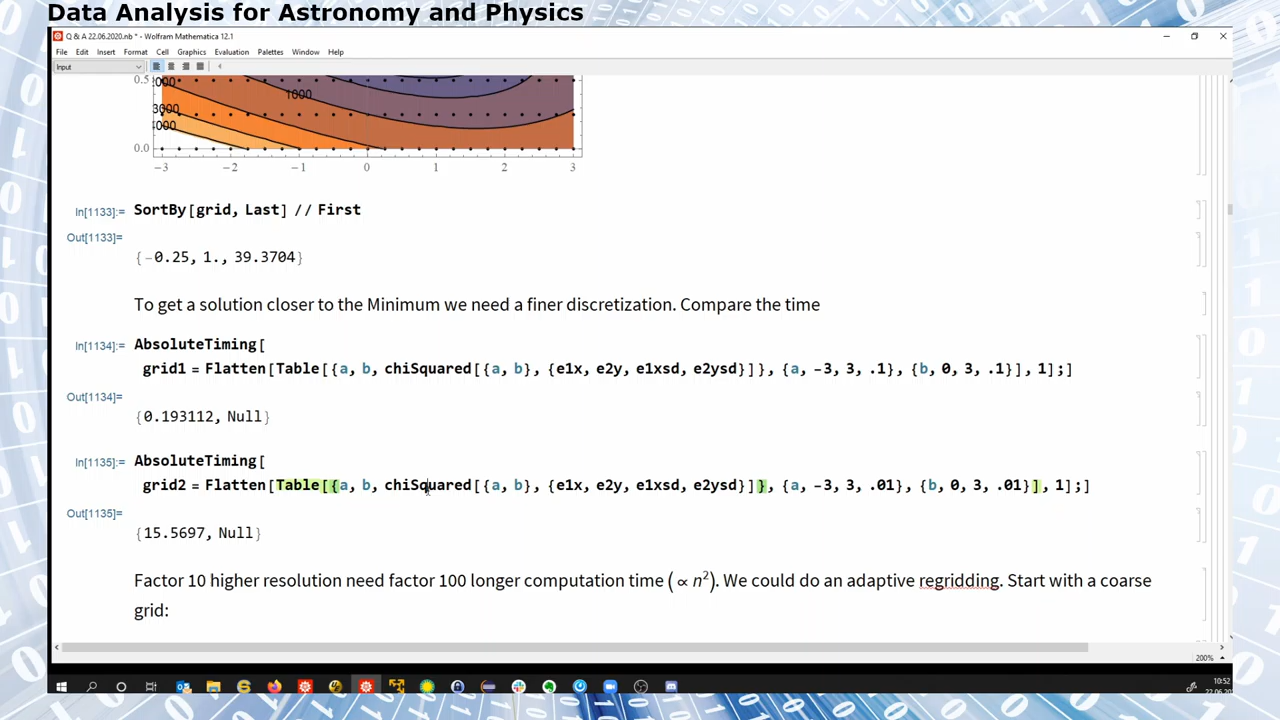 Data Analysis for Astronomy and Physics
Q & A 22.06.2020.nb * - Wolfram Mathematica 12.1
File Edit Insert Format Cell Graphics Evaluation Palettes Window Help
Input
0.5
1000
3000
0.0
-3 -2 -1 0 1 2 3
In[1133]:= SortBy[grid, Last] // First
Out[1133]=
{-0.25, 1., 39.3704}
To get a solution closer to the Minimum we need a finer discretization. Compare the time
In[1134]:= AbsoluteTiming[
grid1 = Flatten[Table[{a, b, chiSquared[{a, b}, {e1x, e2y, e1xsd, e2ysd}]}, {a, -3, 3, .1}, {b, 0, 3, .1}], 1];]
Out[1134]=
{0.193112, Null}
In[1135]:= AbsoluteTiming[
grid2 = Flatten[Table[{a, b, chiSquared[{a, b}, {e1x, e2y, e1xsd, e2ysd}]}, {a, -3, 3, .01}, {b, 0, 3, .01}], 1];]
Out[1135]=
{15.5697, Null}
Factor 10 higher resolution need factor 100 longer computation time (∝ n²). We could do an adaptive regridding. Start with a coarse
grid:
200%
10:52